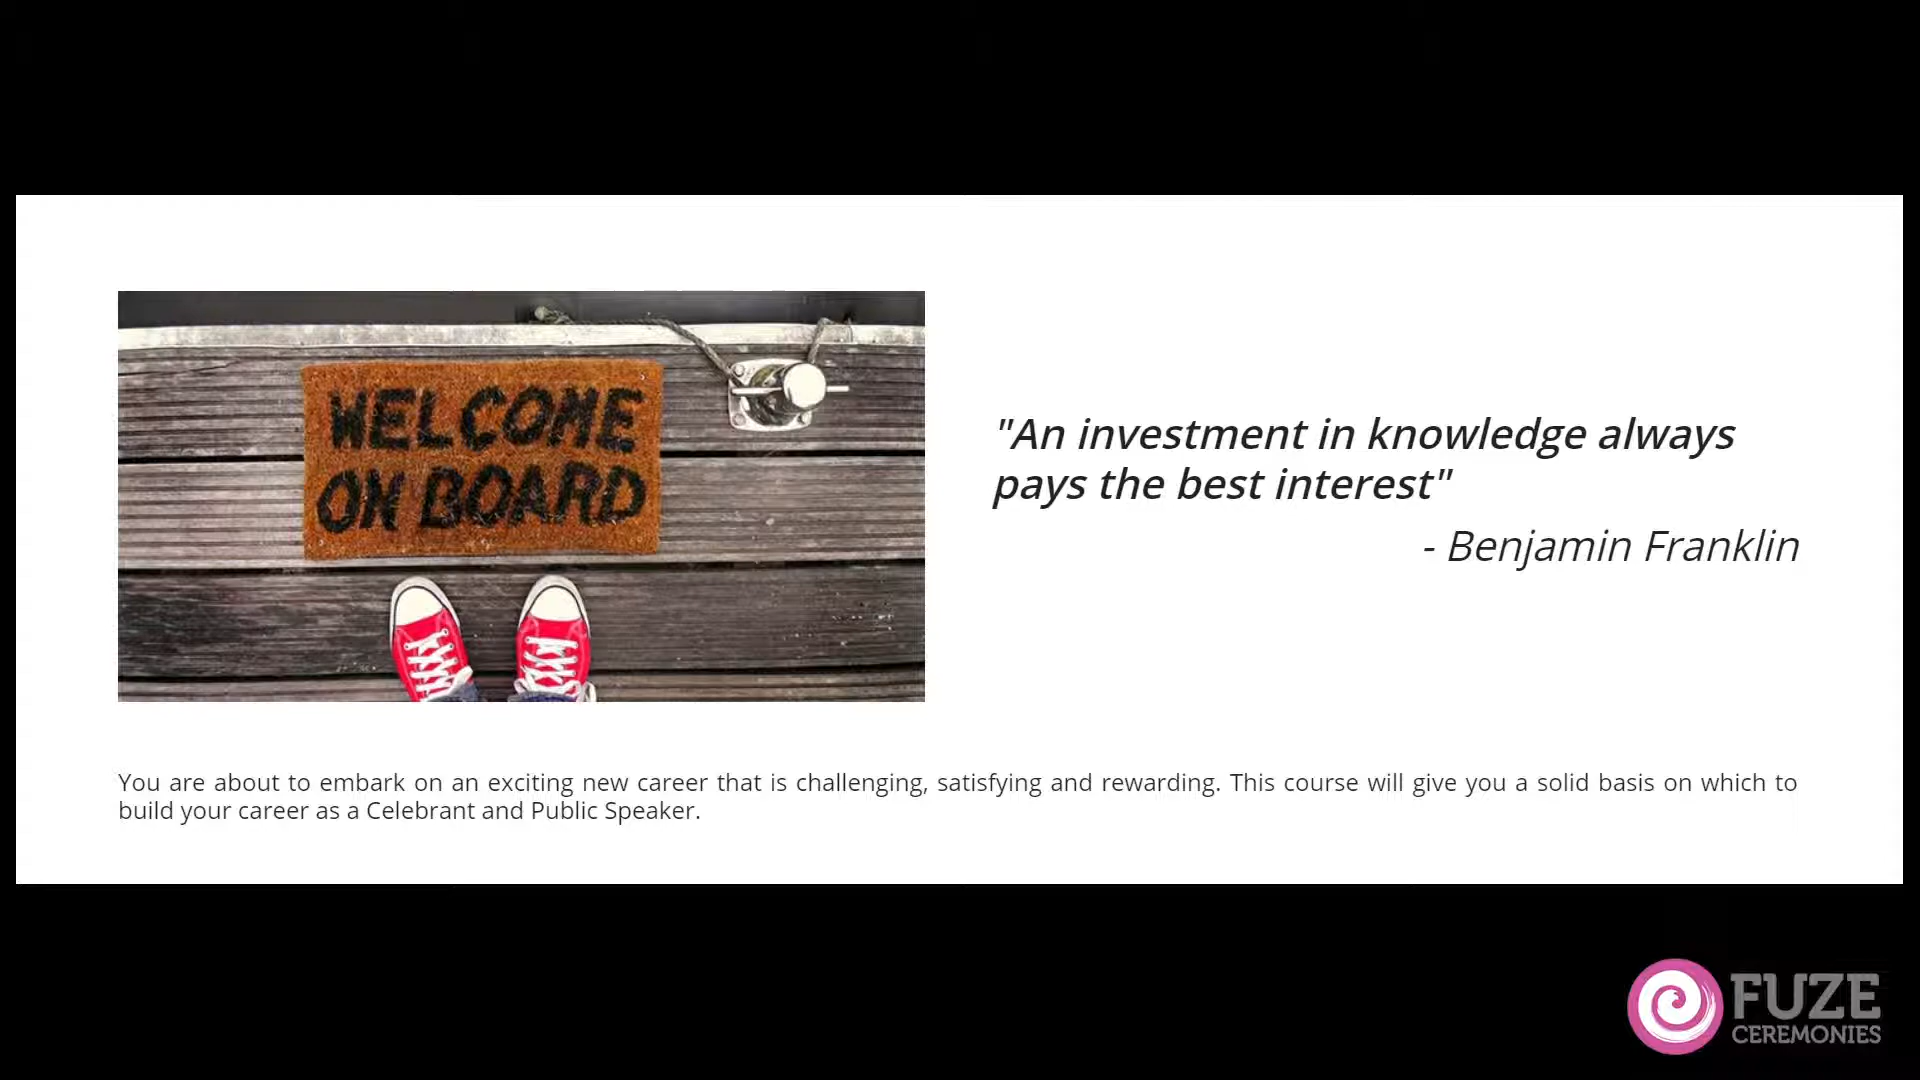 WELCOME
ON BOARD
"An investment in knowledge always
pays the best interest"
- Benjamin Franklin
You are about to embark on an exciting new career that is challenging, satisfying and rewarding. This course will give you a solid basis on which to
build your career as a Celebrant and Public Speaker.
FUZE
CEREMONIES